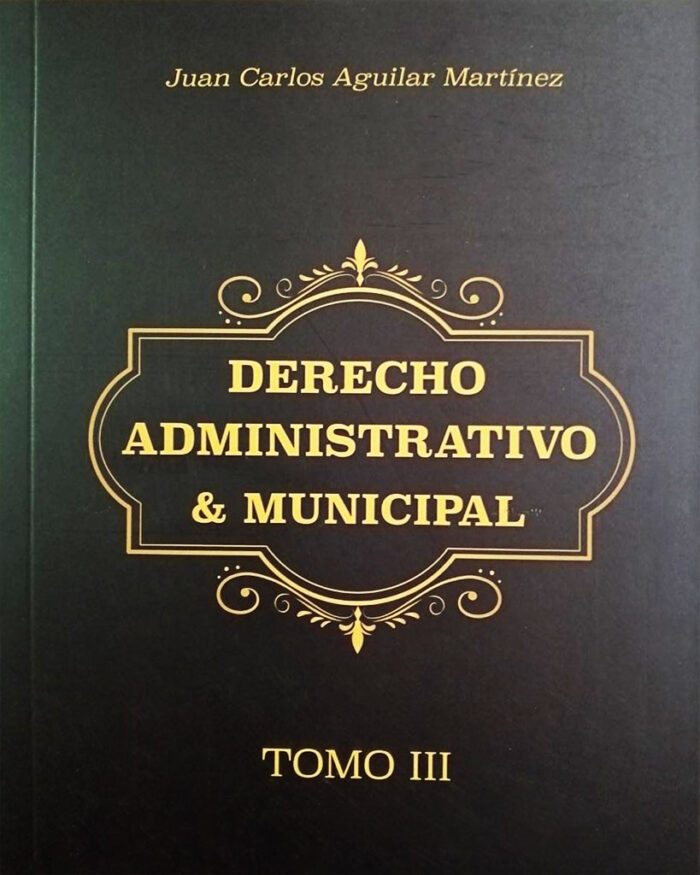 Juan Carlos Aguilar Martínez
DERECHO
ADMINISTRATIVO
& MUNICIPAL
TOMO III